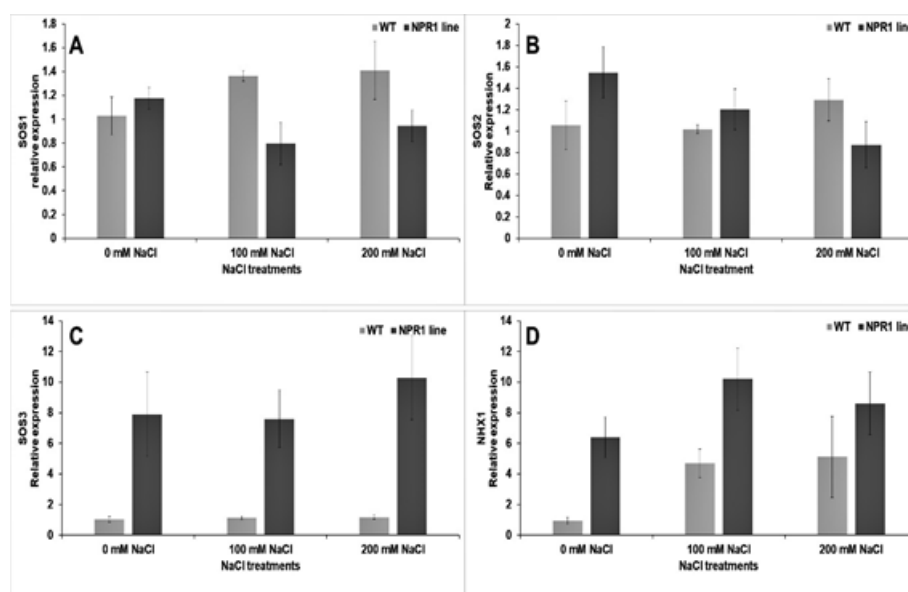 A
WT NPR1 line
SOS1
relative expression
1.8
1.6
1.4
1.2
1
0.8
0.6
0.4
0.2
0
0 mM NaCl 100 mM NaCl 200 mM NaCl
NaCl treatments
B
WT NPR1 line
SOS2
Relative expression
2
1.8
1.6
1.4
1.2
1
0.8
0.6
0.4
0.2
0
0 mM NaCl 100 mM NaCl 200 mM NaCl
NaCl treatment
C
WT NPR1 line
SOS3
Relative expression
14
12
10
8
6
4
2
0
0 mM NaCl 100 mM NaCl 200 mM NaCl
NaCl treatments
D
WT NPR1 line
NHX1
Relative expression
14
12
10
8
6
4
2
0
0 mM NaCl 100 mM NaCl 200 mM NaCl
NaCl treatments